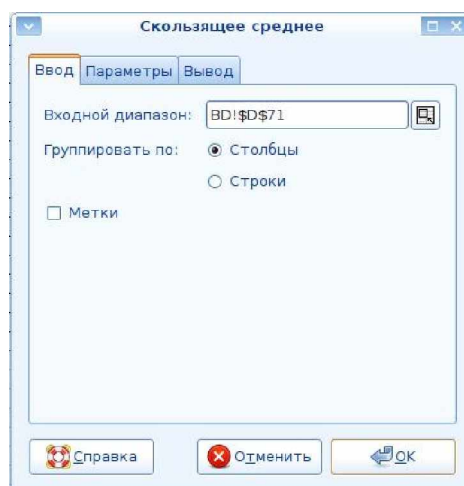 Скользящее среднее
Ввод Параметры Вывод
Входной диапазон: BD!$D$71
Группировать по: Столбцы
Строки
Метки
Справка Отменить OK